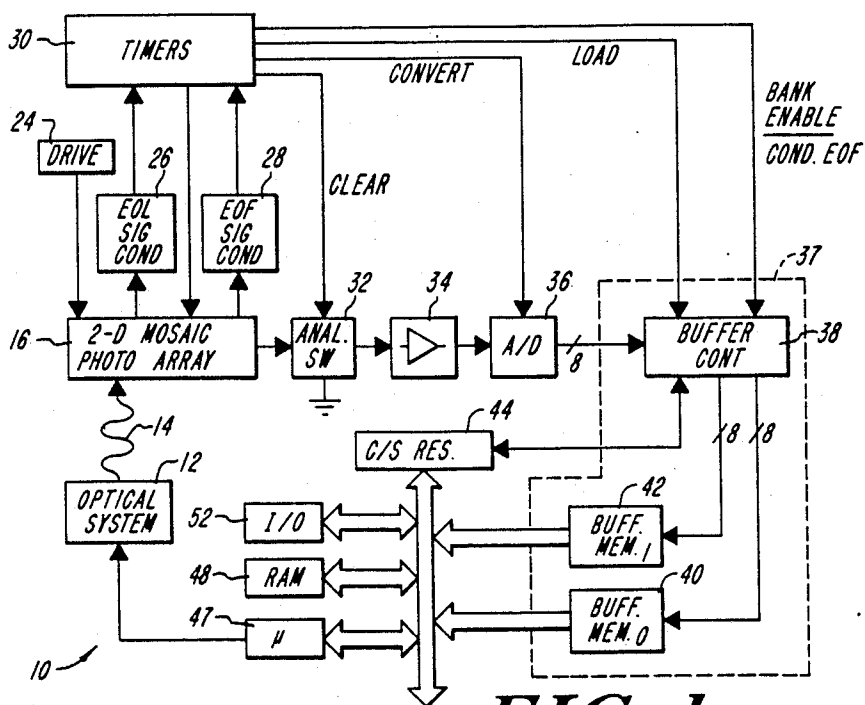 30
TIMERS
24
DRIVE
26
EOL
SIG
COND
28
EOF
SIG
COND
CLEAR
CONVERT
LOAD
BANK
ENABLE
COND. EOF
37
16
2-D MOSAIC
PHOTO ARRAY
32
ANAL.
SW
34
36
A/D
8
BUFFER
CONT
38
14
12
OPTICAL
SYSTEM
44
C/S RES.
8
8
52
I/O
42
BUFF.
MEM. 1
48
RAM
40
BUFF.
MEM. 0
47
μ
10